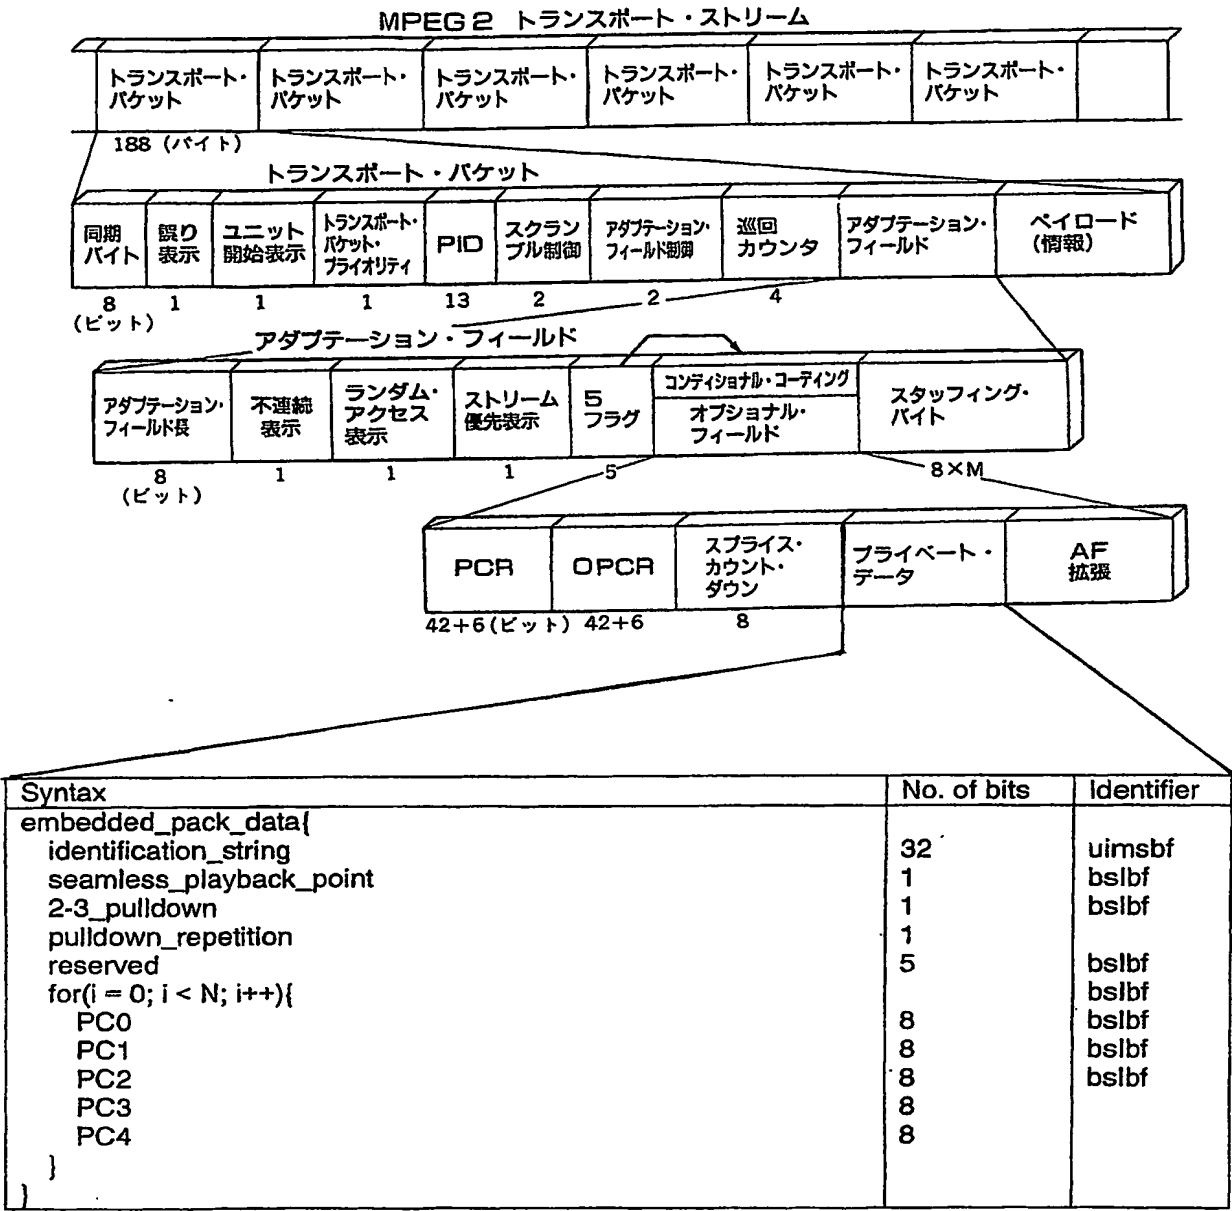 MPEG2 トランスポート・ストリーム
トランスポート・
パケット
トランスポート・
パケット
トランスポート・
パケット
トランスポート・
パケット
トランスポート・
パケット
トランスポート・
パケット
188 (バイト)
トランスポート・パケット
同期
バイト
誤り
表示
ユニット
開始表示
トランスポート・
パケット・
プライオリティ
PID
スクラン
ブル制御
アダプテーション・
フィールド制御
巡回
カウンタ
アダプテーション・
フィールド
ペイロード
(情報)
8
(ビット)
1
1
1
13
2
2
4
アダプテーション・フィールド
アダプテーション・
フィールド長
不連続
表示
ランダム・
アクセス
表示
ストリーム
優先表示
5
フラグ
コンディショナル・コーディング
オプショナル・
フィールド
スタッフィング・
バイト
8
(ビット)
1
1
1
5
8×M
PCR
OPCR
スプライス・
カウント・
ダウン
プライベート・
データ
AF
拡張
42+6(ビット) 42+6
8
Syntax No. of bits Identifier
embedded_pack_data{
identification_string 32 uimsbf
seamless_playback_point 1 bslbf
2-3_pulldown 1 bslbf
pulldown_repetition 1
reserved 5 bslbf
for(i = 0; i < N; i++){ bslbf
PC0 8 bslbf
PC1 8 bslbf
PC2 8 bslbf
PC3 8
PC4 8
}
}